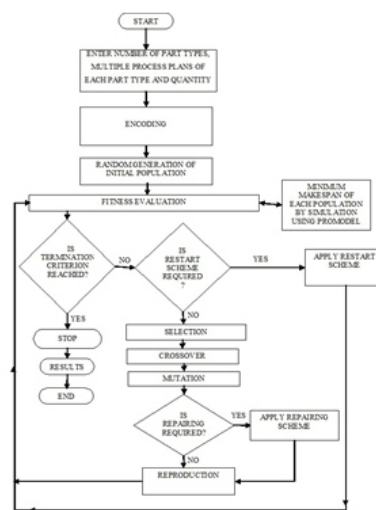 START
ENTER NUMBER OF PART TYPES,
MULTIPLE PROCESS PLANS OF
EACH PART TYPE AND QUANTITY
ENCODING
RANDOM GENERATION OF
INITIAL POPULATION
FITNESS EVALUATION
MINIMUM
MAKESPAN OF
EACH POPULATION
BY SIMULATION
USING PROMODEL
IS
TERMINATION
CRITERION
REACHED?
NO
IS
RESTART
SCHEME
REQUIRED
?
YES
APPLY RESTART
SCHEME
YES
NO
STOP
SELECTION
RESULTS
CROSSOVER
END
MUTATION
IS
REPAIRING
REQUIRED?
YES
APPLY REPAIRING
SCHEME
NO
REPRODUCTION